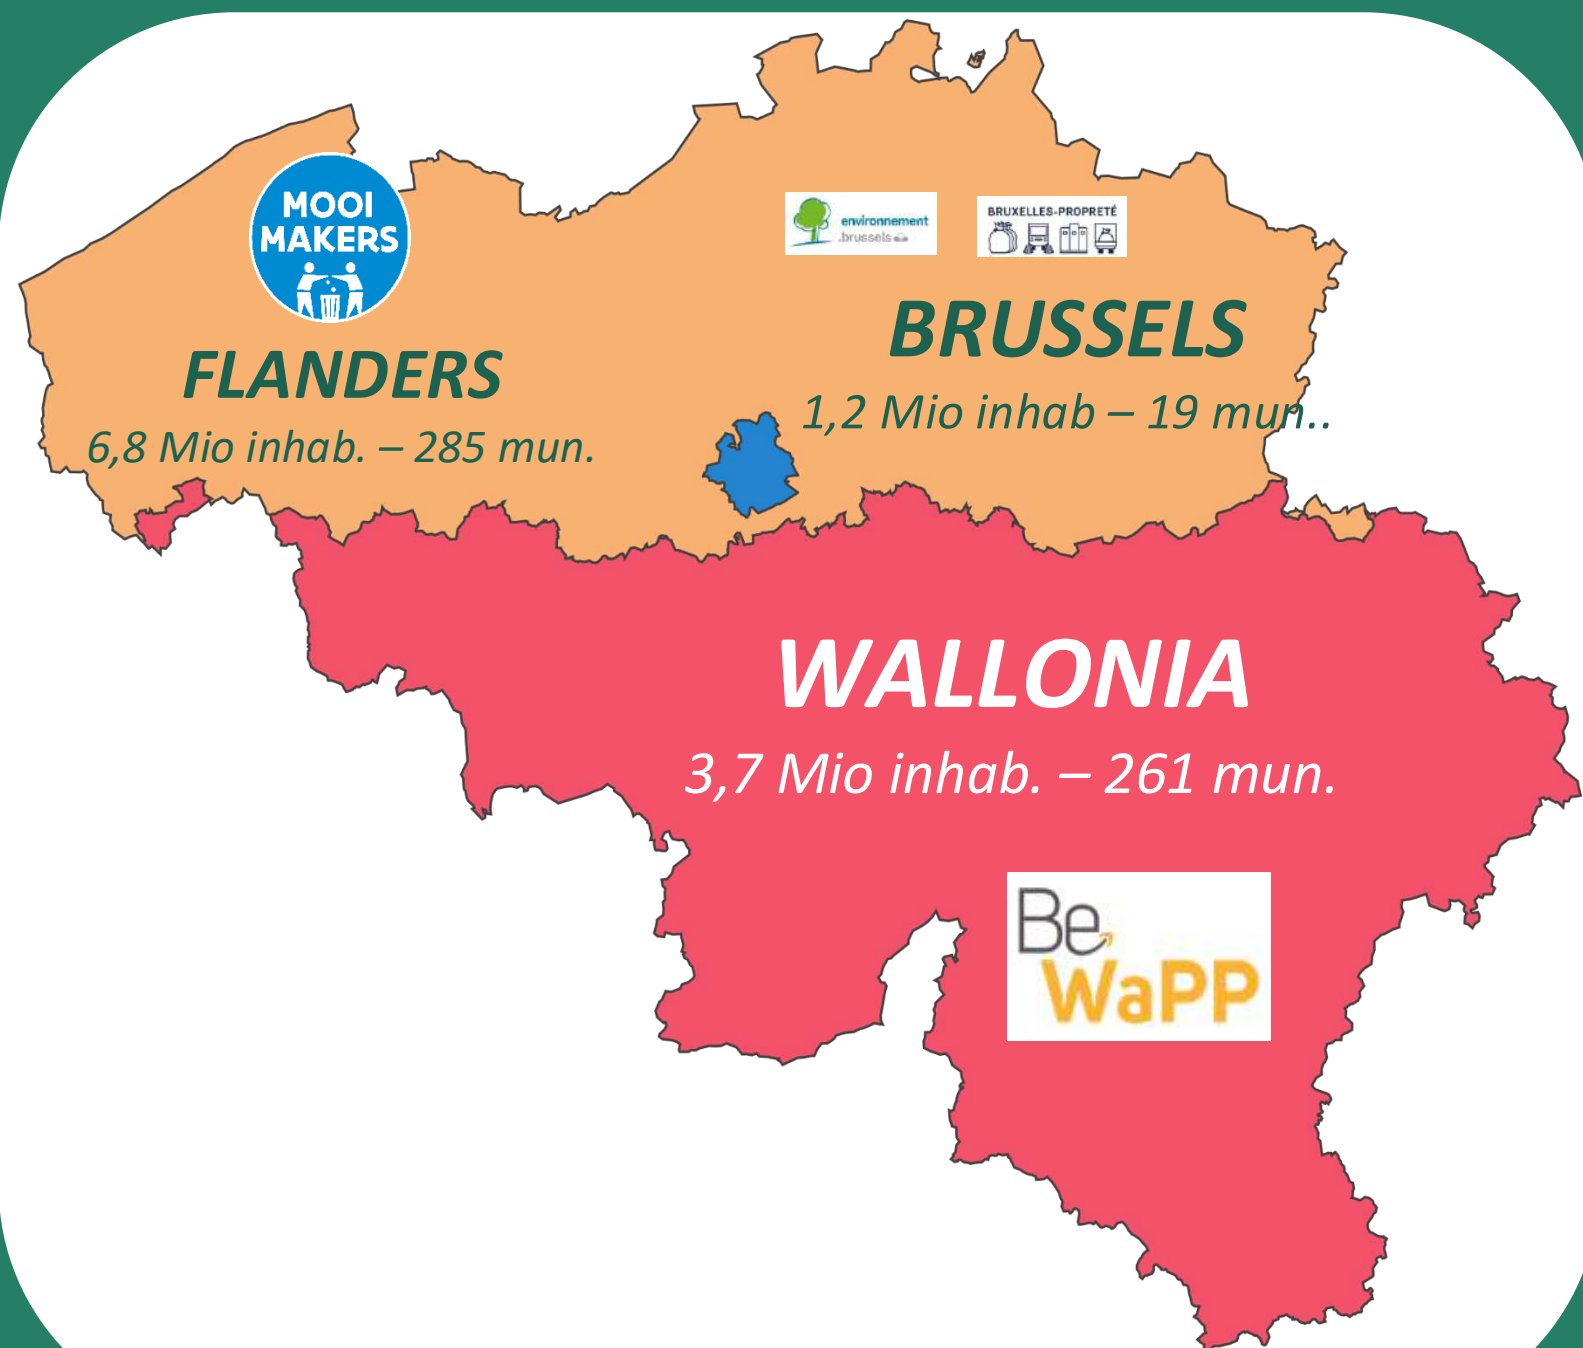 MOOI
MAKERS
FLANDERS
6,8 Mio inhab. – 285 mun.
environnement
.brussels
BRUXELLES-PROPRETÉ
BRUSSELS
1,2 Mio inhab – 19 mun..
WALLONIA
3,7 Mio inhab. – 261 mun.
Be
WaPP